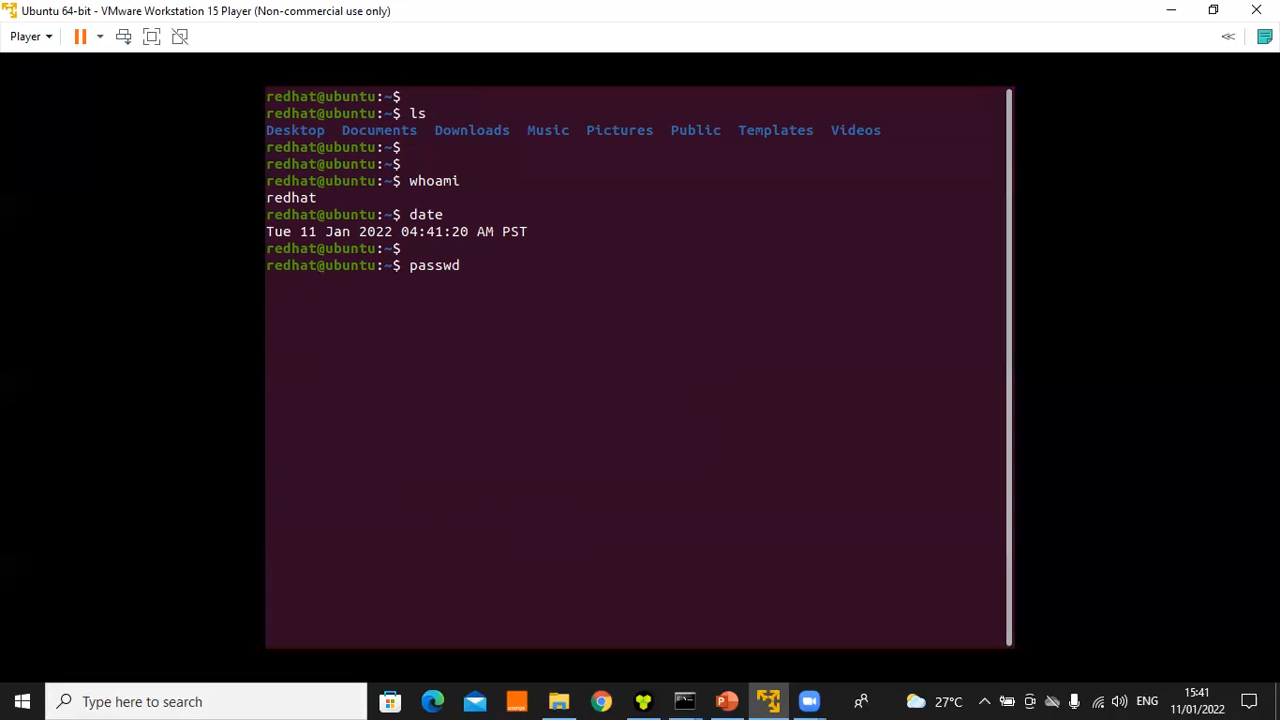 Ubuntu 64-bit - VMware Workstation 15 Player (Non-commercial use only)
Player
redhat@ubuntu:~$
redhat@ubuntu:~$ ls
Desktop Documents Downloads Music Pictures Public Templates Videos
redhat@ubuntu:~$
redhat@ubuntu:~$
redhat@ubuntu:~$ whoami
redhat
redhat@ubuntu:~$ date
Tue 11 Jan 2022 04:41:20 AM PST
redhat@ubuntu:~$
redhat@ubuntu:~$ passwd
Type here to search
27°C
ENG
15:41
11/01/2022